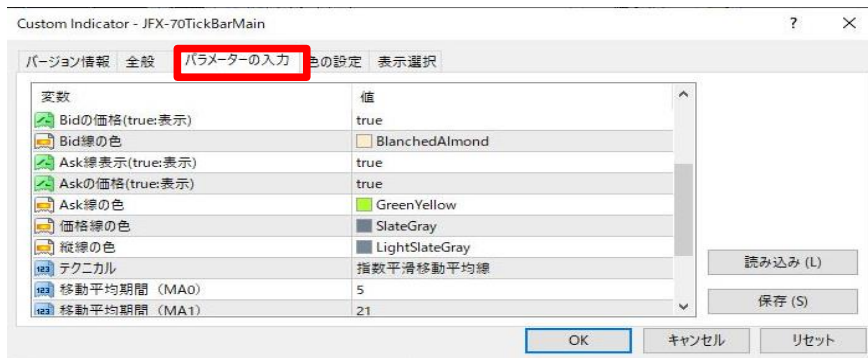 Custom Indicator - JFX-70TickBarMain
バージョン情報 全般 パラメーターの入力 色の設定 表示選択
変数 値
Bidの価格(true:表示) true
Bid線の色 BlanchedAlmond
Ask線表示(true:表示) true
Askの価格(true:表示) true
Ask線の色 GreenYellow
価格線の色 SlateGray
縦線の色 LightSlateGray
テクニカル 指数平滑移動平均線
移動平均期間（MA0） 5
移動平均期間（MA1） 21
読み込み (L)
保存 (S)
OK キャンセル リセット